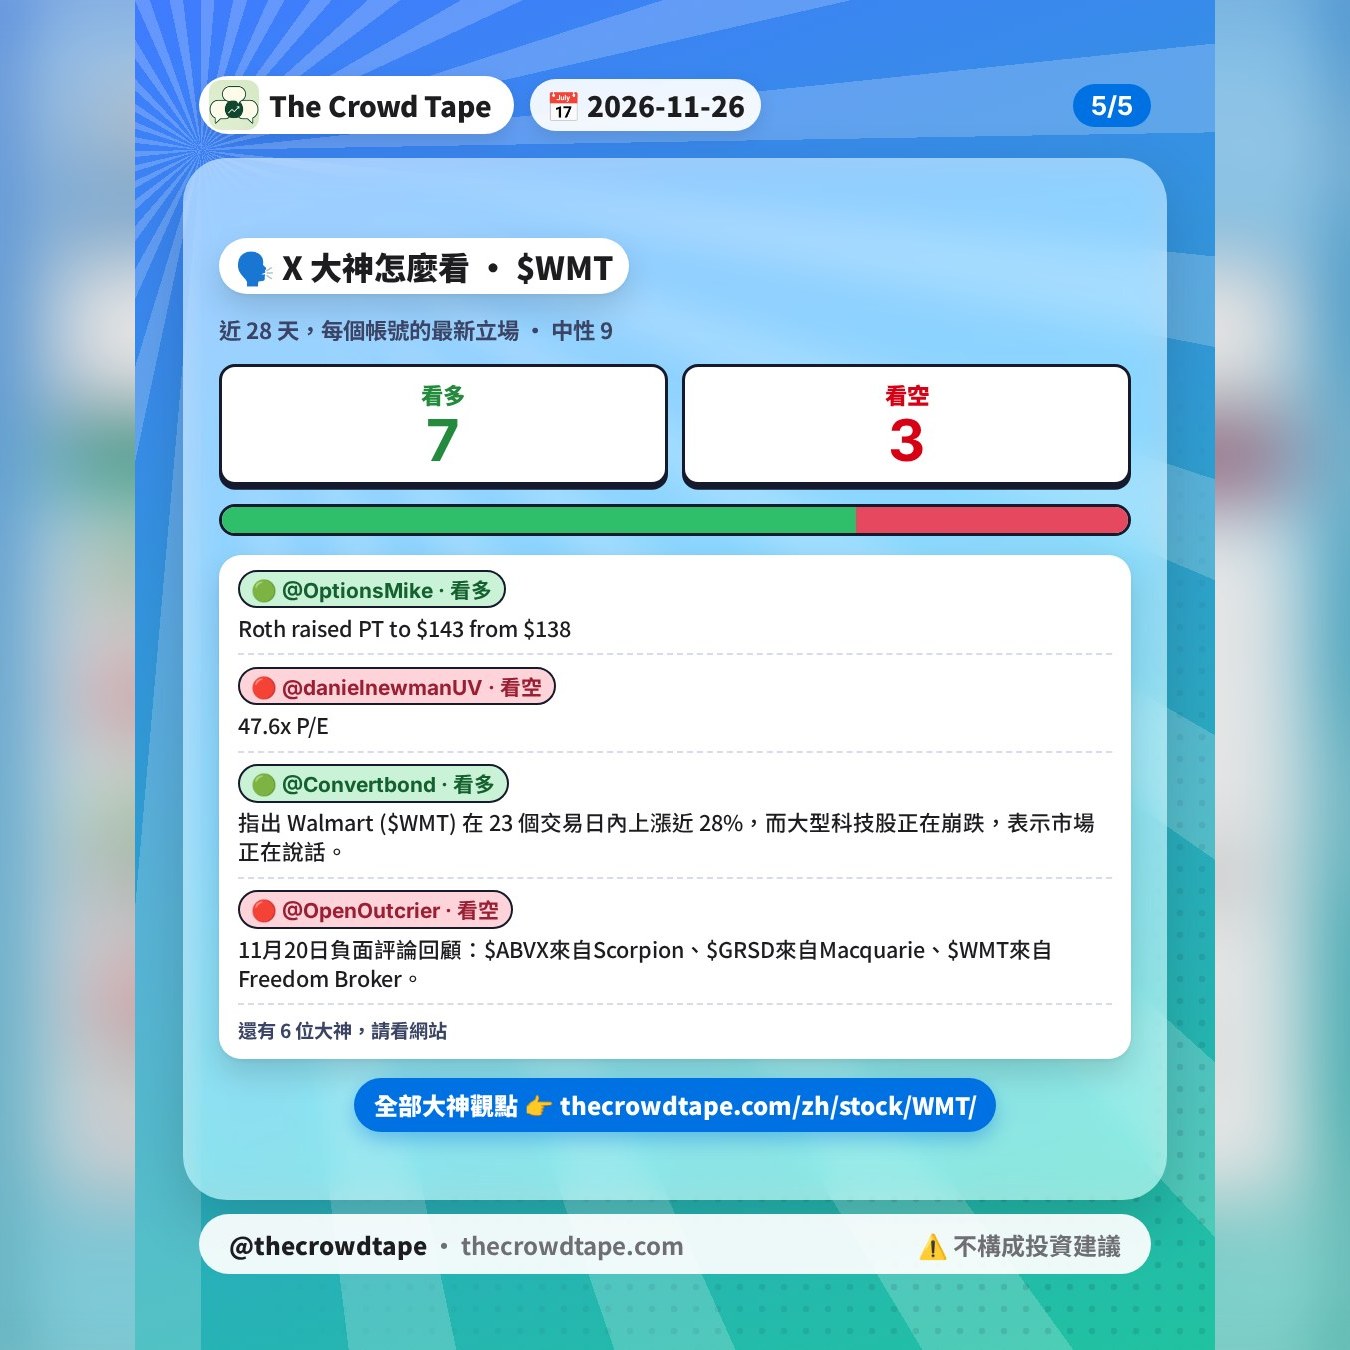 The Crowd Tape
📅 2026-11-26
5/5
🗣️ X 大神怎麼看 · $WMT
近 28 天，每個帳號的最新立場 · 中性 9
看多
7
看空
3
🟢 @OptionsMike · 看多
Roth raised PT to $143 from $138
🔴 @danielnewmanUV · 看空
47.6x P/E
🟢 @Convertbond · 看多
指出 Walmart ($WMT) 在 23 個交易日內上漲近 28%，而大型科技股正在崩跌，表示市場
正在說話。
🔴 @OpenOutcrier · 看空
11月20日負面評論回顧：$ABVX來自Scorpion、$GRSD來自Macquarie、$WMT來自
Freedom Broker。
還有 6 位大神，請看網站
全部大神觀點 👉 thecrowdtape.com/zh/stock/WMT/
@thecrowdtape · thecrowdtape.com
⚠️ 不構成投資建議